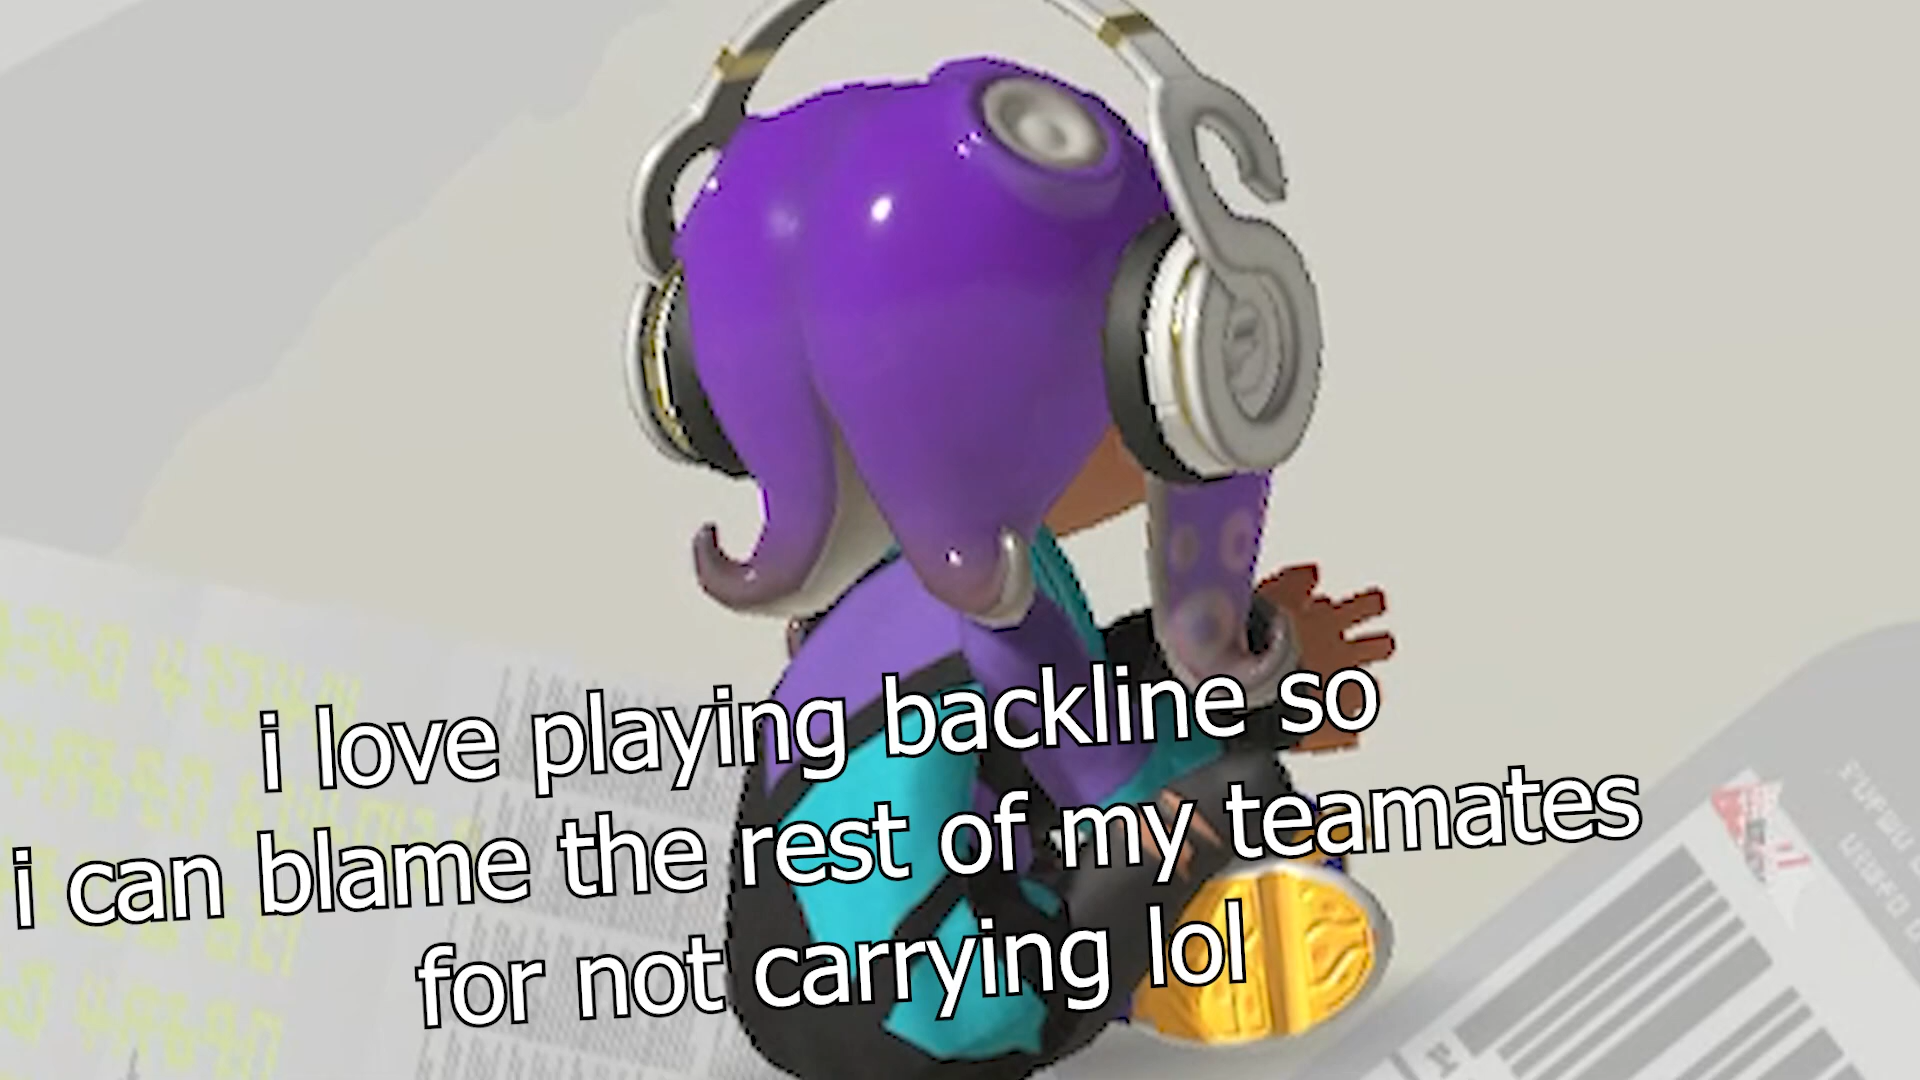 i love playing backline so
i can blame the rest of my teamates
for not carrying lol